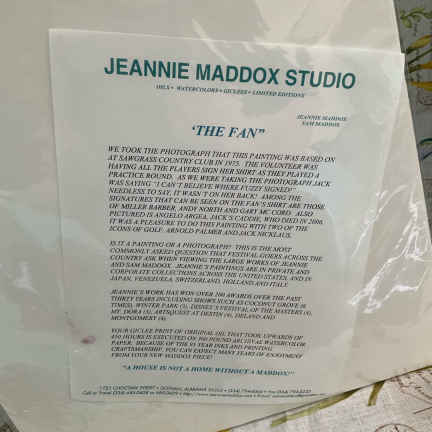 JEANNIE MADDOX STUDIO
OILS • WATERCOLORS • GICLEES • LIMITED EDITIONS
JEANNIE MADDOX
SAM MADDOX
‘THE FAN”
WE TOOK THE PHOTOGRAPH THAT THIS PAINTING WAS BASED ON
AT SAWGRASS COUNTRY CLUB IN 1975. THE VOLUNTEER WAS
HAVING ALL THE PLAYERS SIGN HER SHIRT AS THEY PLAYED A
PRACTICE ROUND. AS WE WERE TAKING THE PHOTOGRAPH JACK
WAS SAYING "I CAN'T BELIEVE WHERE FUZZY SIGNED!"
NEEDLESS TO SAY, IT WASN'T ON HER BACK! AMONG THE
SIGNATURES THAT CAN BE SEEN ON THE FAN'S SHIRT ARE THOSE
OF MILLER BARBER, ANDY NORTH AND GARY MC CORD. ALSO
PICTURED IS ANGELO ARGEA, JACK'S CADDIE, WHO DIED IN 2006.
IT WAS A PLEASURE TO DO THIS PAINTING WITH TWO OF THE
ICONS OF GOLF, ARNOLD PALMER AND JACK NICKLAUS.
IS IT A PAINTING OR A PHOTOGRAPH? THIS IS THE MOST
COMMONLY ASKED QUESTION THAT FESTIVAL GOERS ACROSS THE
COUNTRY ASK WHEN VIEWING THE LARGE WORKS OF JEANNIE
AND SAM MADDOX. JEANNIE'S PAINTINGS ARE IN PRIVATE AND
CORPORATE COLLECTIONS ACROSS THE UNITED STATES, AND IN
JAPAN, VENEZUELA, SWITZERLAND, HOLLAND AND ITALY.
JEANNIE'S WORK HAS WON OVER 200 AWARDS OVER THE PAST
THIRTY YEARS INCLUDING SHOWS SUCH AS COCONUT GROVE (6
TIMES), WINTER PARK (5), DISNEY'S FESTIVAL OF THE MASTERS (4),
MT. DORA (5), ARTSQUEST AT DESTIN (4), DELAND AND
MONTGOMERY (4).
YOUR GICLEE PRINT OF ORIGINAL OIL THAT TOOK UPWARDS OF
450 HOURS IS EXECUTED ON 300 POUND ARCHIVAL WATERCOLOR
PAPER. BECAUSE OF THE 95 YEAR INKS AND PRINTING
CRAFTSMANSHIP, YOU CAN EXPECT MANY YEARS OF ENJOYMENT
FROM YOUR NEW MADDOX PIECE!
"A HOUSE IS NOT A HOME WITHOUT A MADDOX!"